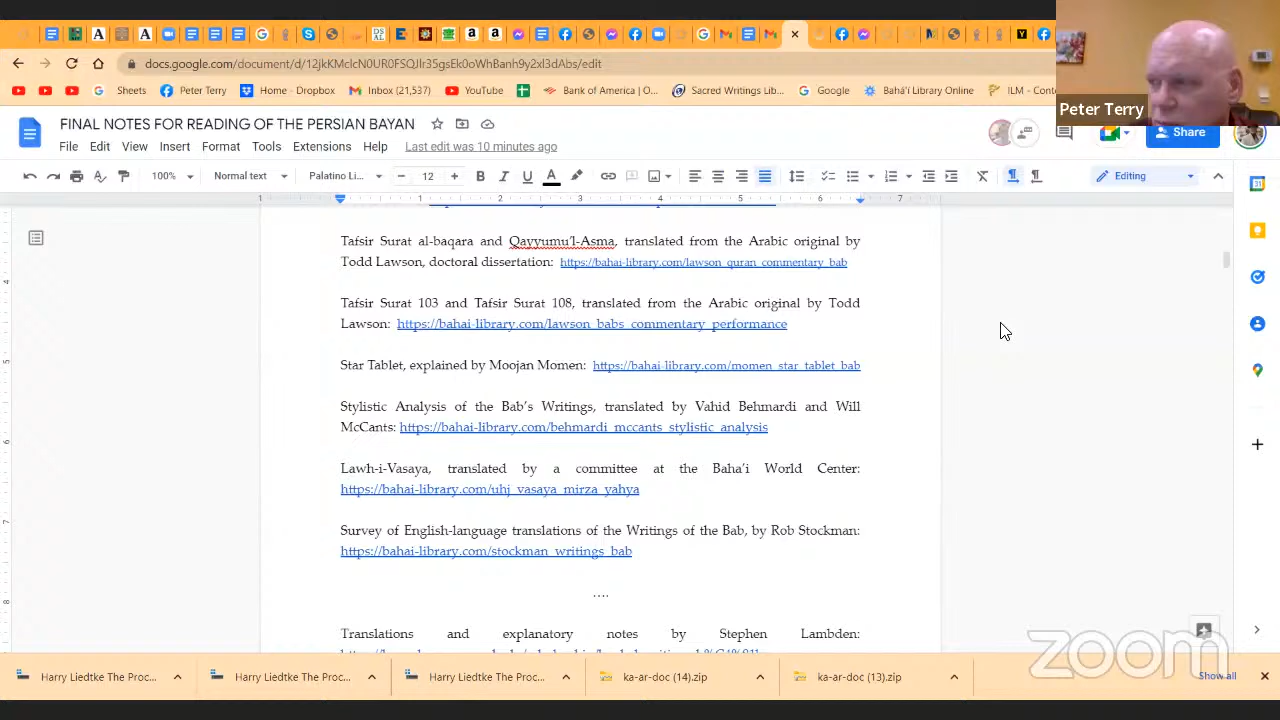 docs.google.com/document/d/12jkKMclcN0UR0FSQJlr35gsEk0oWhBanh9y2xl3dAbs/edit
Sheets
Peter Terry
Home - Dropbox
Inbox (21,537)
YouTube
Bank of America | O...
Sacred Writings Lib...
Google
Bahá'í Library Online
ILM - Conte
Peter Terry
FINAL NOTES FOR READING OF THE PERSIAN BAYAN
File Edit View Insert Format Tools Extensions Help Last edit was 10 minutes ago
Share
100% Normal text Palatino Li... 12 Editing
1 1 2 3 4 5 6 7
Tafsir Surat al-baqara and Qayyumu'l-Asma, translated from the Arabic original by
Todd Lawson, doctoral dissertation: https://bahai-library.com/lawson_quran_commentary_bab
Tafsir Surat 103 and Tafsir Surat 108, translated from the Arabic original by Todd
Lawson: https://bahai-library.com/lawson_babs_commentary_performance
Star Tablet, explained by Moojan Momen: https://bahai-library.com/momen_star_tablet_bab
Stylistic Analysis of the Bab's Writings, translated by Vahid Behmardi and Will
McCants: https://bahai-library.com/behmardi_mccants_stylistic_analysis
Lawh-i-Vasaya, translated by a committee at the Baha'i World Center:
https://bahai-library.com/uhj_vasaya_mirza_yahya
Survey of English-language translations of the Writings of the Bab, by Rob Stockman:
https://bahai-library.com/stockman_writings_bab
....
Translations and explanatory notes by Stephen Lambden:
zoom
Harry Liedtke The Proc...
Harry Liedtke The Proc...
Harry Liedtke The Proc...
ka-ar-doc (14).zip
ka-ar-doc (13).zip
Show all